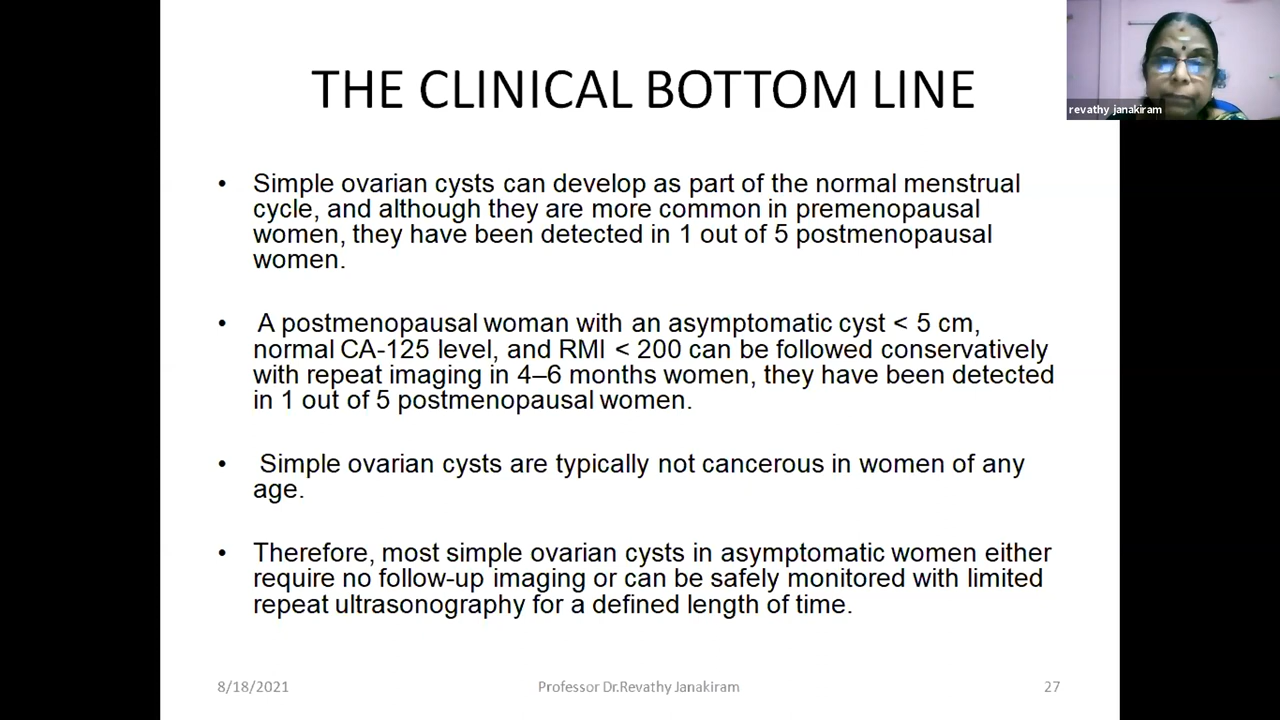 THE CLINICAL BOTTOM LINE
revathy janakiram
• Simple ovarian cysts can develop as part of the normal menstrual
cycle, and although they are more common in premenopausal
women, they have been detected in 1 out of 5 postmenopausal
women.
• A postmenopausal woman with an asymptomatic cyst < 5 cm,
normal CA-125 level, and RMI < 200 can be followed conservatively
with repeat imaging in 4–6 months women, they have been detected
in 1 out of 5 postmenopausal women.
• Simple ovarian cysts are typically not cancerous in women of any
age.
• Therefore, most simple ovarian cysts in asymptomatic women either
require no follow-up imaging or can be safely monitored with limited
repeat ultrasonography for a defined length of time.
8/18/2021 Professor Dr.Revathy Janakiram 27